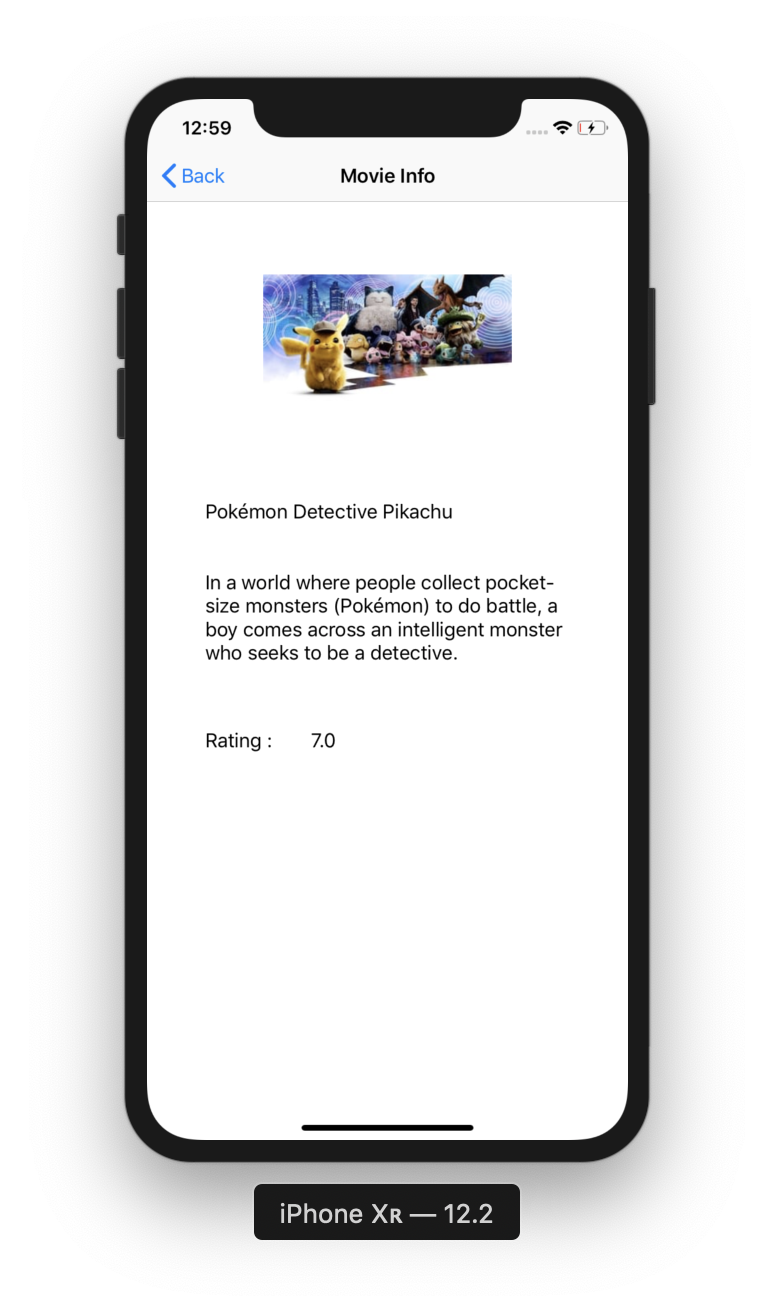 12:59
Back
Movie Info
Pokémon Detective Pikachu
In a world where people collect pocket-
size monsters (Pokémon) to do battle, a
boy comes across an intelligent monster
who seeks to be a detective.
Rating : 7.0
iPhone Xʀ — 12.2